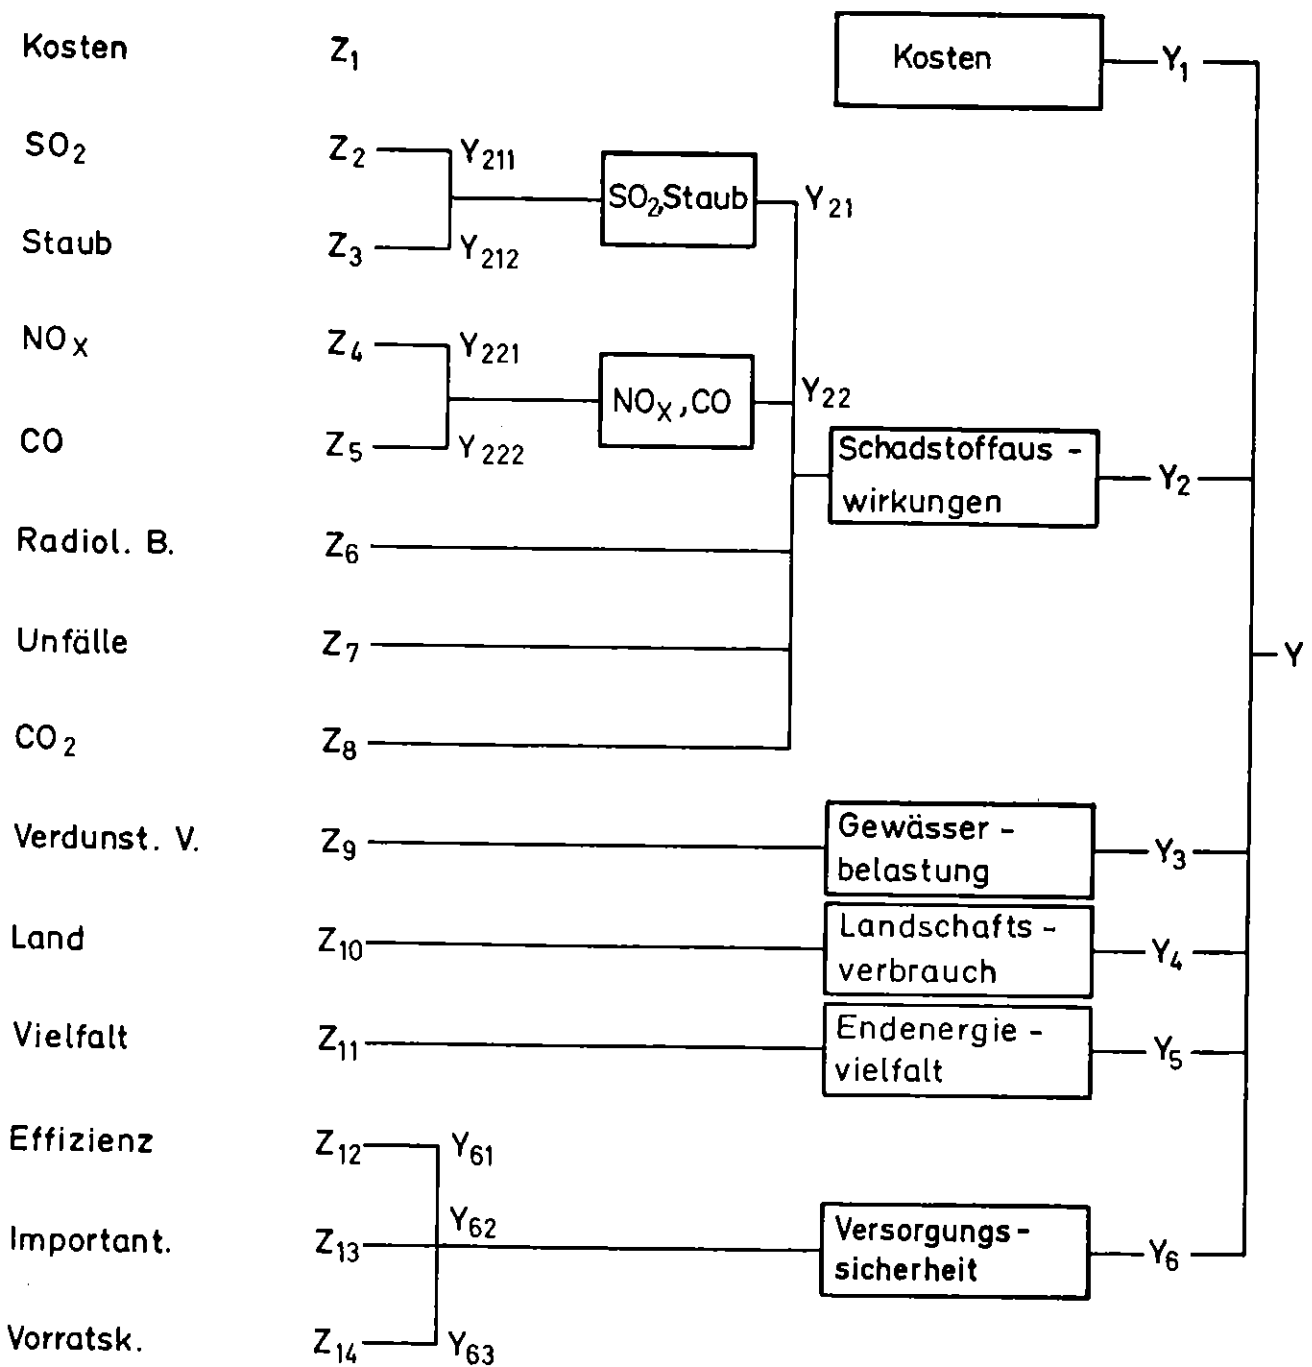 Kosten Z₁ Kosten Y₁
SO₂ Z₂ Y₂₁₁
SO₂,Staub Y₂₁
Staub Z₃ Y₂₁₂
NOₓ Z₄ Y₂₂₁
NOₓ,CO Y₂₂
CO Z₅ Y₂₂₂
Schadstoffaus-
wirkungen
Y₂
Radiol. B. Z₆
Unfälle Z₇
Y
CO₂ Z₈
Verdunst. V. Z₉
Gewässer-
belastung
Y₃
Land Z₁₀
Landschafts-
verbrauch
Y₄
Vielfalt Z₁₁
Endenergie-
vielfalt
Y₅
Effizienz Z₁₂ Y₆₁
Y₆₂
Important. Z₁₃
Versorgungs-
sicherheit
Y₆
Vorratsk. Z₁₄ Y₆₃